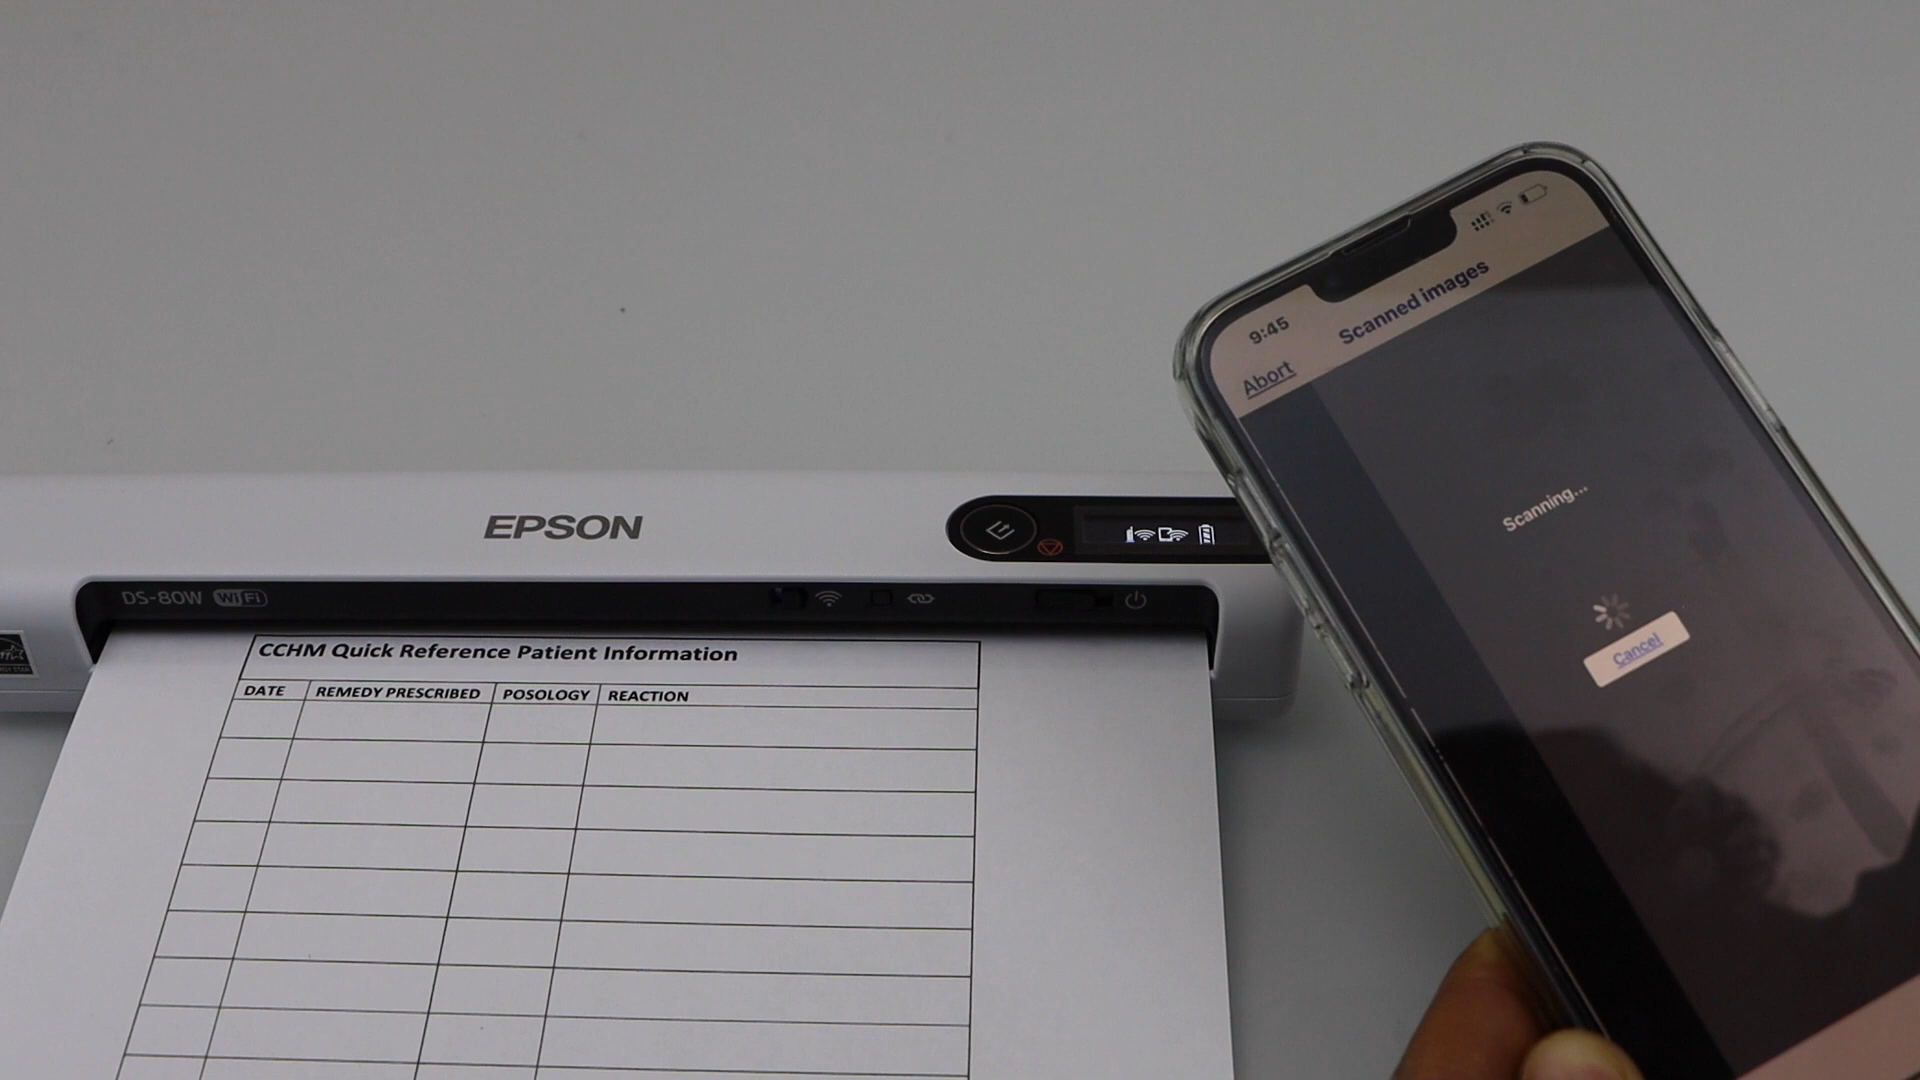 9:45
Scanned images
Abort
Scanning...
Cancel
EPSON
DS-80W WiFi
CCHM Quick Reference Patient Information
DATE REMEDY PRESCRIBED POSOLOGY REACTION